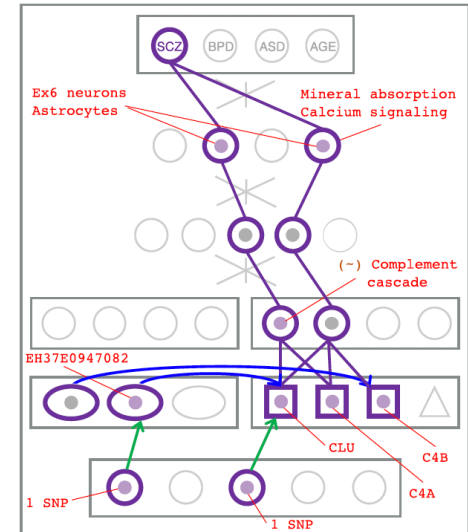 SCZ BPD ASD AGE
Ex6 neurons
Astrocytes
Mineral absorption
Calcium signaling
(~) Complement
cascade
EH37E0947082
CLU
C4B
C4A
1 SNP
1 SNP